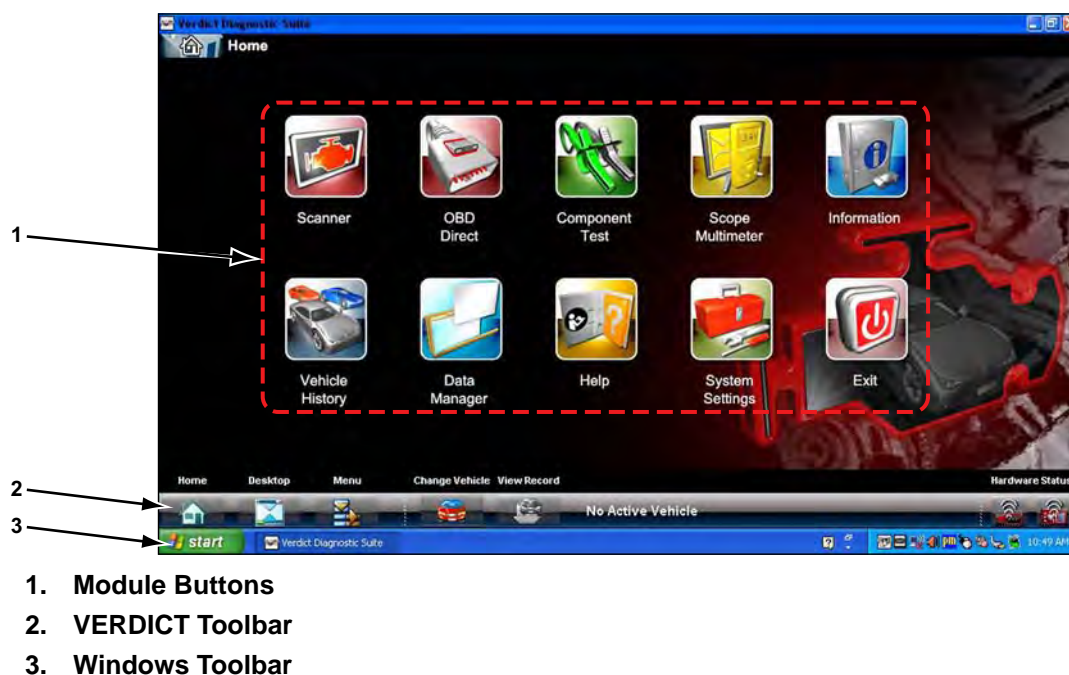 Verdict Diagnostic Suite
Home
Scanner
OBD
Direct
Component
Test
Scope
Multimeter
Information
1
Vehicle
History
Data
Manager
Help
System
Settings
Exit
Home Desktop Menu Change Vehicle View Record Hardware Status
2
No Active Vehicle
3
start Verdict Diagnostic Suite 10:49 AM
1. Module Buttons
2. VERDICT Toolbar
3. Windows Toolbar